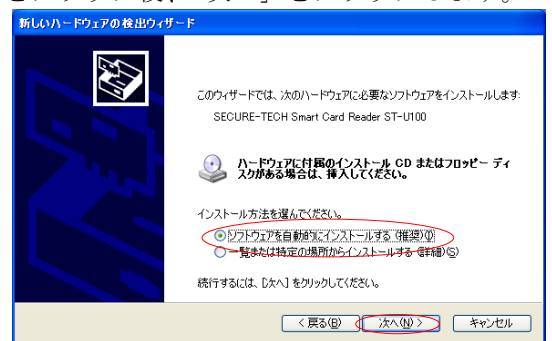 新しいハードウェアの検出ウィザード
このウィザードでは、次のハードウェアに必要なソフトウェアをインストールします:
SECURE-TECH Smart Card Reader ST-U100
ハードウェアに付属のインストール CD またはフロッピー ディ
スクがある場合は、挿入してください。
インストール方法を選んでください。
ソフトウェアを自動的にインストールする (推奨)(I)
一覧または特定の場所からインストールする (詳細)(S)
続行するには、[次へ] をクリックしてください。
< 戻る(B)
次へ(N) >
キャンセル